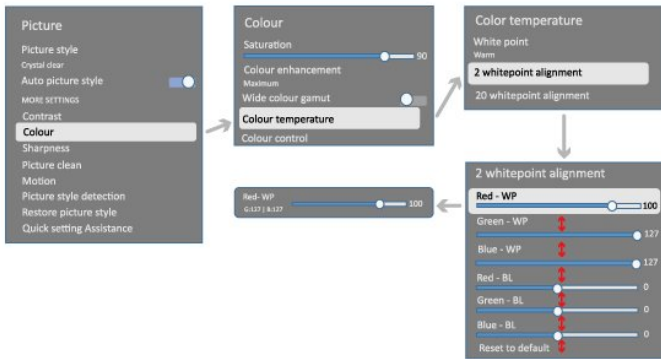 Picture
Picture style
Crystal clear
Auto picture style
MORE SETTINGS
Contrast
Colour
Sharpness
Picture clean
Motion
Picture style detection
Restore picture style
Quick setting Assistance
Colour
Saturation
90
Colour enhancement
Maximum
Wide colour gamut
Colour temperature
Colour control
Color temperature
White point
Warm
2 whitepoint alignment
20 whitepoint alignment
2 whitepoint alignment
Red - WP
100
Green - WP
127
Blue - WP
127
Red - BL
0
Green - BL
0
Blue - BL
0
Reset to default
Red- WP
100
G:127 | B:127